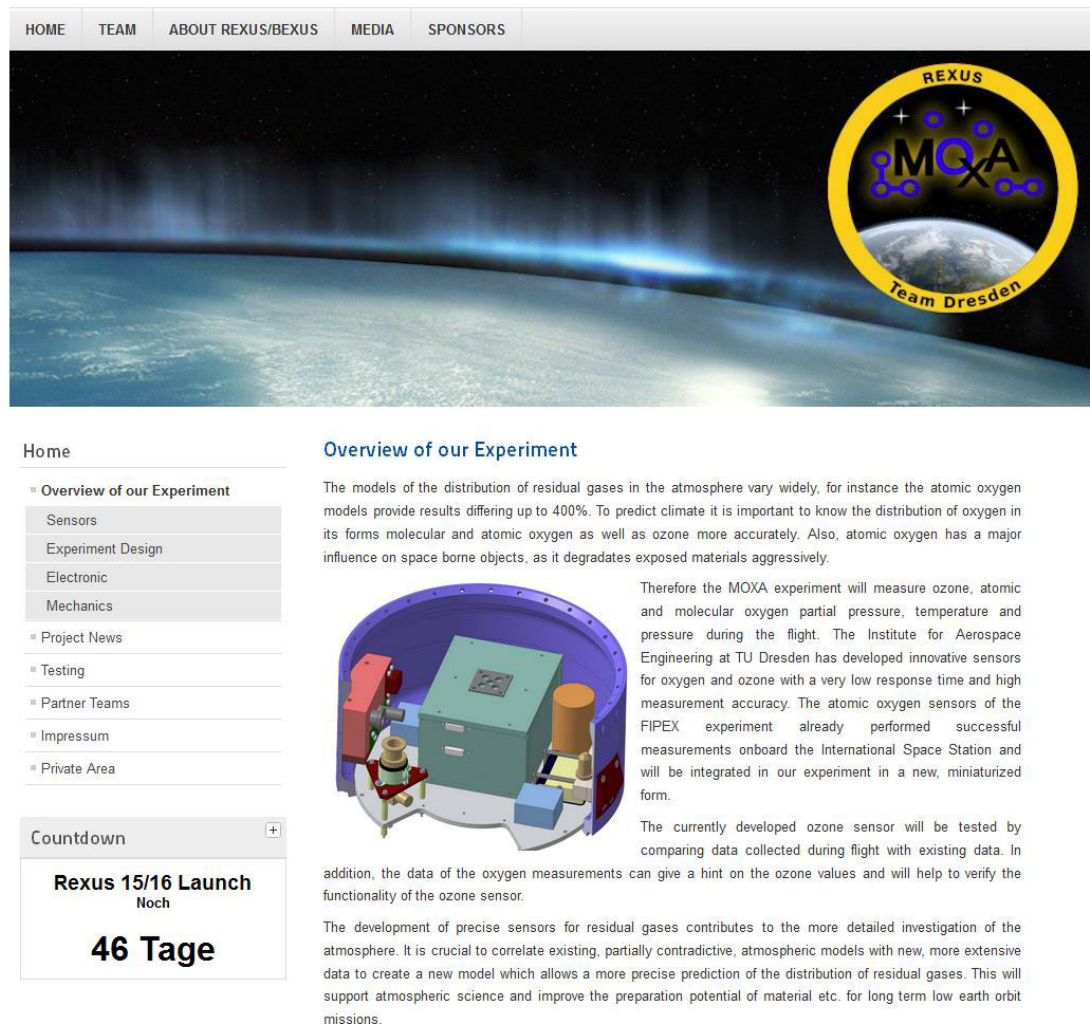 HOME TEAM ABOUT REXUS/BEXUS MEDIA SPONSORS
REXUS
MOxA
Team Dresden
Home
Overview of our Experiment
Sensors
Experiment Design
Electronic
Mechanics
Project News
Testing
Partner Teams
Impressum
Private Area
Countdown
+
Rexus 15/16 Launch
Noch
46 Tage
Overview of our Experiment
The models of the distribution of residual gases in the atmosphere vary widely, for instance the atomic oxygen
models provide results differing up to 400%. To predict climate it is important to know the distribution of oxygen in
its forms molecular and atomic oxygen as well as ozone more accurately. Also, atomic oxygen has a major
influence on space borne objects, as it degradates exposed materials aggressively.
Therefore the MOXA experiment will measure ozone, atomic
and molecular oxygen partial pressure, temperature and
pressure during the flight. The Institute for Aerospace
Engineering at TU Dresden has developed innovative sensors
for oxygen and ozone with a very low response time and high
measurement accuracy. The atomic oxygen sensors of the
FIPEX experiment already performed successful
measurements onboard the International Space Station and
will be integrated in our experiment in a new, miniaturized
form.
The currently developed ozone sensor will be tested by
comparing data collected during flight with existing data. In
addition, the data of the oxygen measurements can give a hint on the ozone values and will help to verify the
functionality of the ozone sensor.
The development of precise sensors for residual gases contributes to the more detailed investigation of the
atmosphere. It is crucial to correlate existing, partially contradictive, atmospheric models with new, more extensive
data to create a new model which allows a more precise prediction of the distribution of residual gases. This will
support atmospheric science and improve the preparation potential of material etc. for long term low earth orbit
missions.